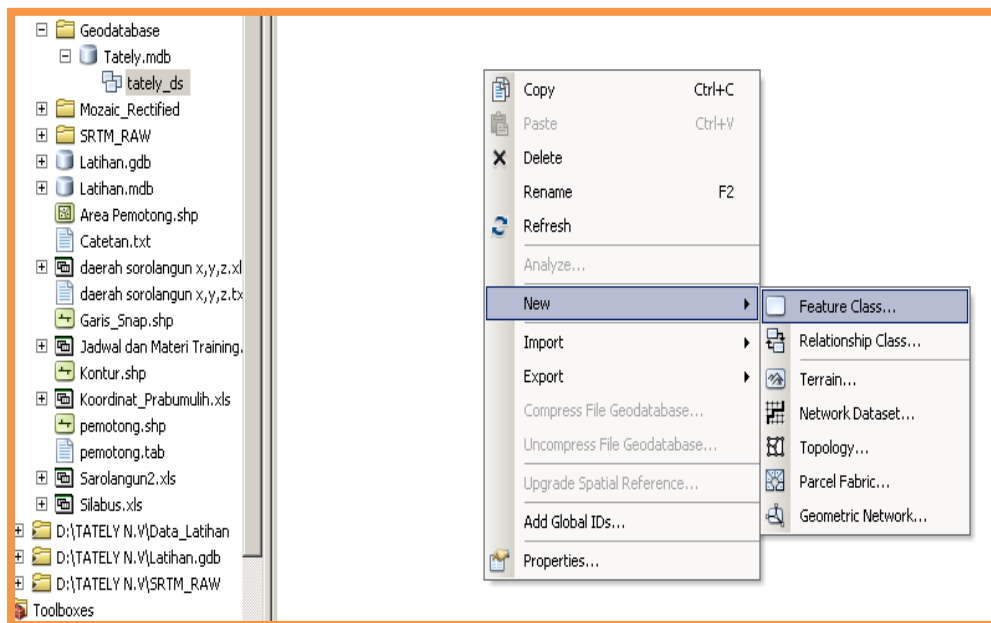 Geodatabase
Tately.mdb
tately_ds
Mozaic_Rectified
SRTM_RAW
Latihan.gdb
Latihan.mdb
Area Pemotong.shp
Catetan.txt
daerah sorolangun x,y,z.xl
daerah sorolangun x,y,z.tx
Garis_Snap.shp
Jadwal dan Materi Training.
Kontur.shp
Koordinat_Prabumulih.xls
pemotong.shp
pemotong.tab
Sarolangun2.xls
Silabus.xls
D:\TATELY N.V\Data_Latihan
D:\TATELY N.V\Latihan.gdb
D:\TATELY N.V\SRTM_RAW
Toolboxes
Copy Ctrl+C
Paste Ctrl+V
Delete
Rename F2
Refresh
Analyze...
New
Import
Export
Compress File Geodatabase...
Uncompress File Geodatabase...
Upgrade Spatial Reference...
Add Global IDs...
Properties...
Feature Class...
Relationship Class...
Terrain...
Network Dataset...
Topology...
Parcel Fabric...
Geometric Network...